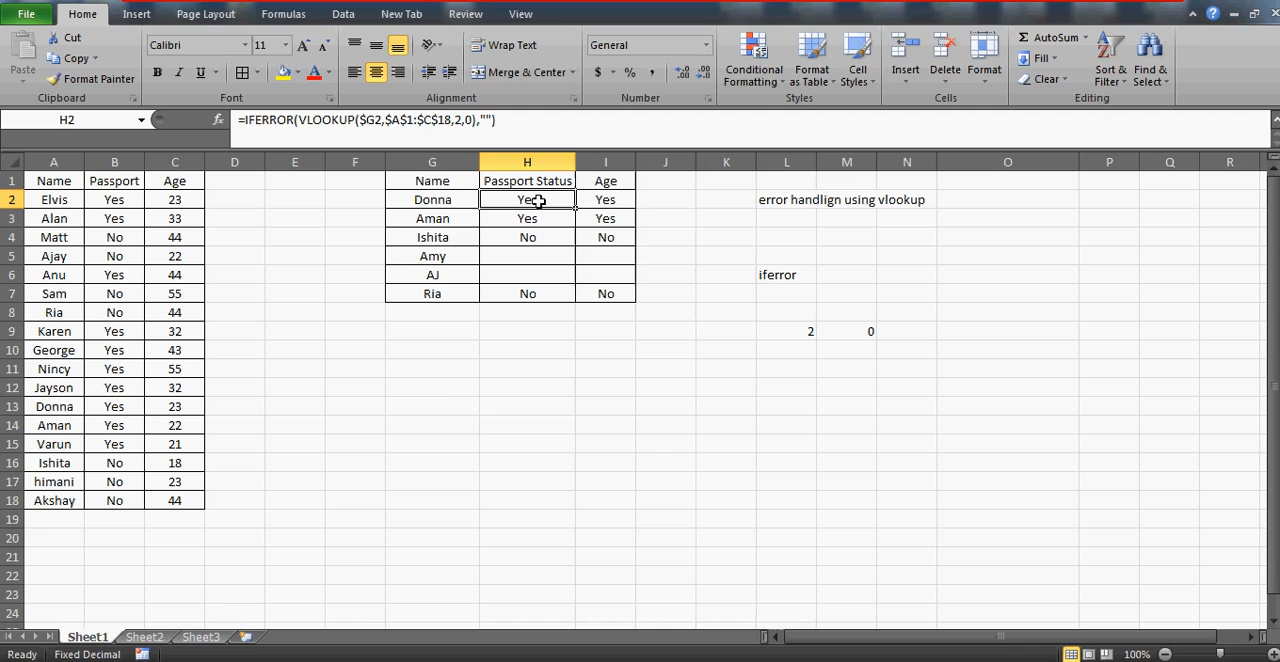 File Home Insert Page Layout Formulas Data New Tab Review View
Paste
Cut
Copy
Format Painter
Clipboard
Calibri 11
B I U
Font
Wrap Text
Merge & Center
Alignment
General
$ % ,
Number
Conditional Formatting
Format as Table
Cell Styles
Styles
Insert Delete Format
Cells
AutoSum
Fill
Clear
Sort & Filter
Find & Select
Editing
H2 fx =IFERROR(VLOOKUP($G2,$A$1:$C$18,2,0),"")
A B C D E F G H I J K L M N O P Q R
1 Name Passport Age Name Passport Status Age
2 Elvis Yes 23 Donna Yes Yes error handlign using vlookup
3 Alan Yes 33 Aman Yes Yes
4 Matt No 44 Ishita No No
5 Ajay No 22 Amy
6 Anu Yes 44 AJ iferror
7 Sam No 55 Ria No No
8 Ria No 44
9 Karen Yes 32 2 0
10 George Yes 43
11 Nincy Yes 55
12 Jayson Yes 32
13 Donna Yes 23
14 Aman Yes 22
15 Varun Yes 21
16 Ishita No 18
17 himani No 23
18 Akshay No 44
19
20
21
22
23
24
Sheet1 Sheet2 Sheet3
Ready Fixed Decimal 100%